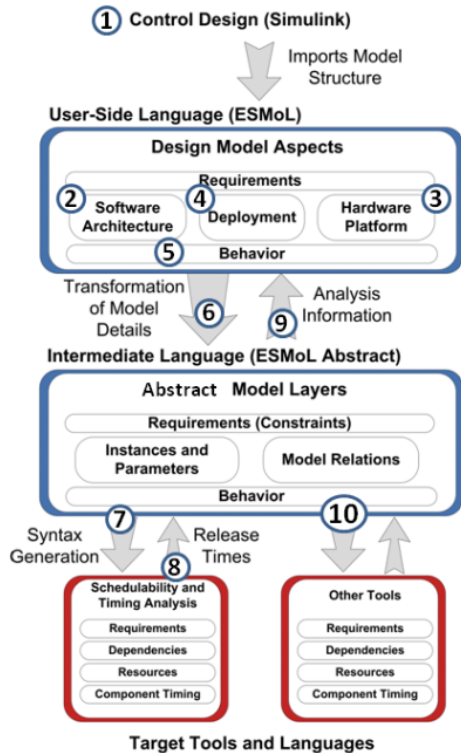 1 Control Design (Simulink)
Imports Model
Structure
User-Side Language (ESMoL)
Design Model Aspects
Requirements
2 4 3
Software
Architecture
Deployment
Hardware
Platform
5
Behavior
Transformation
of Model
Details
6
9
Analysis
Information
Intermediate Language (ESMoL Abstract)
Abstract Model Layers
Requirements (Constraints)
Instances and
Parameters
Model Relations
Behavior
7
10
Syntax
Generation
Release
Times
8
Schedulability and
Timing Analysis
Requirements
Dependencies
Resources
Component Timing
Other Tools
Requirements
Dependencies
Resources
Component Timing
Target Tools and Languages